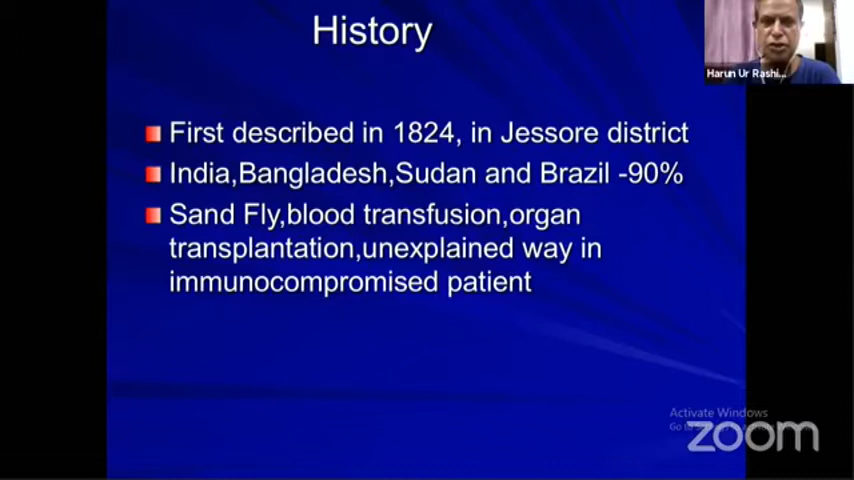 History
Harun Ur Rashi...
First described in 1824, in Jessore district
India,Bangladesh,Sudan and Brazil -90%
Sand Fly,blood transfusion,organ
transplantation,unexplained way in
immunocompromised patient
Activate Windows
Go to
zoom